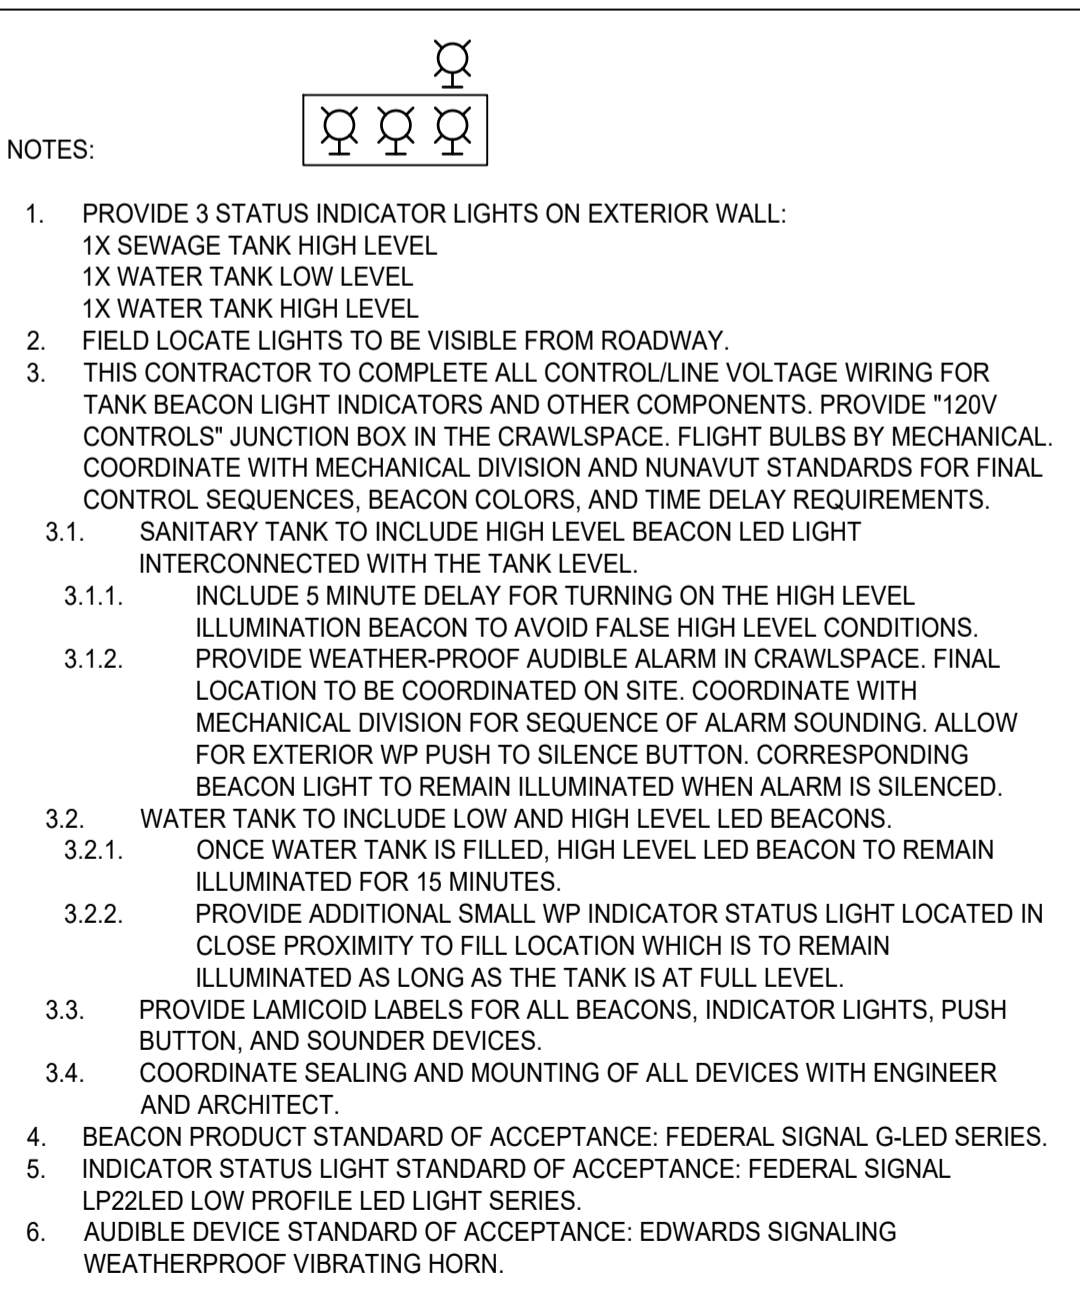 NOTES:
1. PROVIDE 3 STATUS INDICATOR LIGHTS ON EXTERIOR WALL:
1X SEWAGE TANK HIGH LEVEL
1X WATER TANK LOW LEVEL
1X WATER TANK HIGH LEVEL
2. FIELD LOCATE LIGHTS TO BE VISIBLE FROM ROADWAY.
3. THIS CONTRACTOR TO COMPLETE ALL CONTROL/LINE VOLTAGE WIRING FOR
TANK BEACON LIGHT INDICATORS AND OTHER COMPONENTS. PROVIDE "120V
CONTROLS" JUNCTION BOX IN THE CRAWLSPACE. FLIGHT BULBS BY MECHANICAL.
COORDINATE WITH MECHANICAL DIVISION AND NUNAVUT STANDARDS FOR FINAL
CONTROL SEQUENCES, BEACON COLORS, AND TIME DELAY REQUIREMENTS.
3.1. SANITARY TANK TO INCLUDE HIGH LEVEL BEACON LED LIGHT
INTERCONNECTED WITH THE TANK LEVEL.
3.1.1. INCLUDE 5 MINUTE DELAY FOR TURNING ON THE HIGH LEVEL
ILLUMINATION BEACON TO AVOID FALSE HIGH LEVEL CONDITIONS.
3.1.2. PROVIDE WEATHER-PROOF AUDIBLE ALARM IN CRAWLSPACE. FINAL
LOCATION TO BE COORDINATED ON SITE. COORDINATE WITH
MECHANICAL DIVISION FOR SEQUENCE OF ALARM SOUNDING. ALLOW
FOR EXTERIOR WP PUSH TO SILENCE BUTTON. CORRESPONDING
BEACON LIGHT TO REMAIN ILLUMINATED WHEN ALARM IS SILENCED.
3.2. WATER TANK TO INCLUDE LOW AND HIGH LEVEL LED BEACONS.
3.2.1. ONCE WATER TANK IS FILLED, HIGH LEVEL LED BEACON TO REMAIN
ILLUMINATED FOR 15 MINUTES.
3.2.2. PROVIDE ADDITIONAL SMALL WP INDICATOR STATUS LIGHT LOCATED IN
CLOSE PROXIMITY TO FILL LOCATION WHICH IS TO REMAIN
ILLUMINATED AS LONG AS THE TANK IS AT FULL LEVEL.
3.3. PROVIDE LAMICOID LABELS FOR ALL BEACONS, INDICATOR LIGHTS, PUSH
BUTTON, AND SOUNDER DEVICES.
3.4. COORDINATE SEALING AND MOUNTING OF ALL DEVICES WITH ENGINEER
AND ARCHITECT.
4. BEACON PRODUCT STANDARD OF ACCEPTANCE: FEDERAL SIGNAL G-LED SERIES.
5. INDICATOR STATUS LIGHT STANDARD OF ACCEPTANCE: FEDERAL SIGNAL
LP22LED LOW PROFILE LED LIGHT SERIES.
6. AUDIBLE DEVICE STANDARD OF ACCEPTANCE: EDWARDS SIGNALING
WEATHERPROOF VIBRATING HORN.